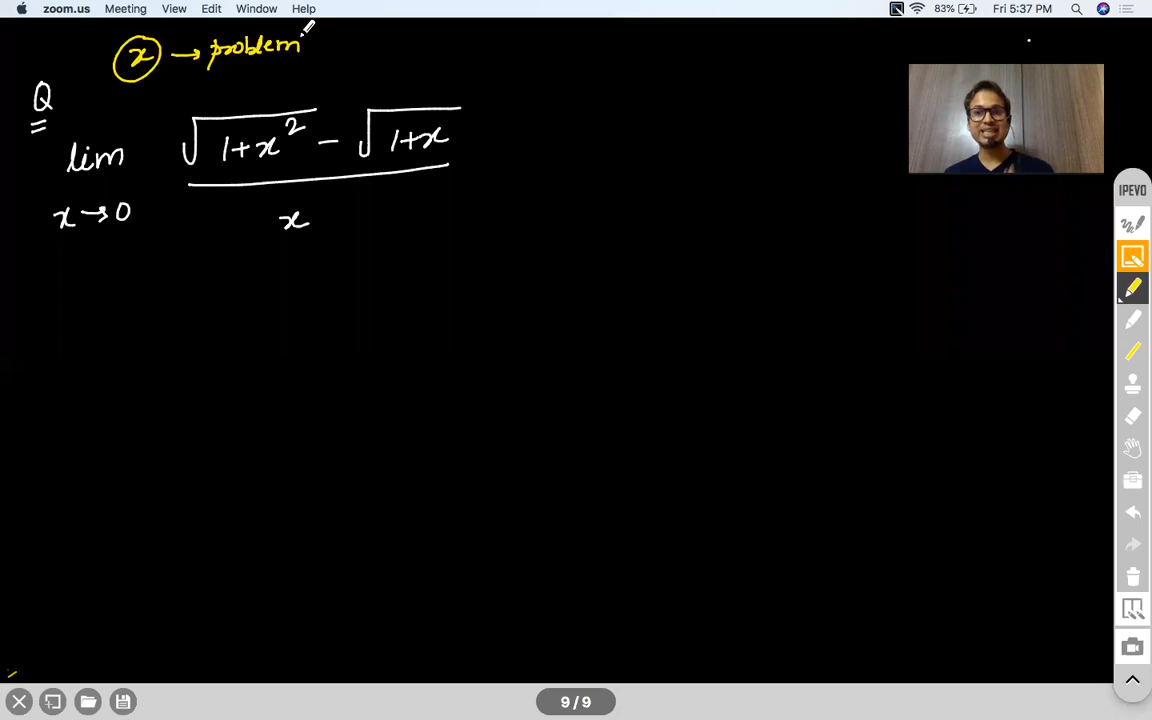 zoom.us Meeting View Edit Window Help 83% Fri 5:37 PM
x → problem
Q
lim √1+x² − √1+x
x→0 x
IPEVO
9 / 9